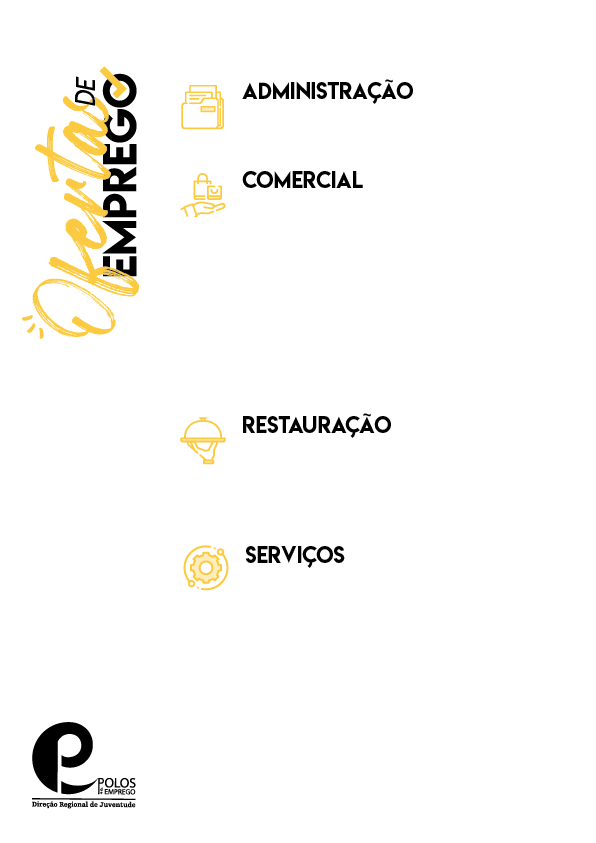 Ofertas
DE
EMPREGO
ADMINISTRAÇÃO
COMERCIAL
RESTAURAÇÃO
SERVIÇOS
POLOS
DE EMPREGO
Direção Regional de Juventude